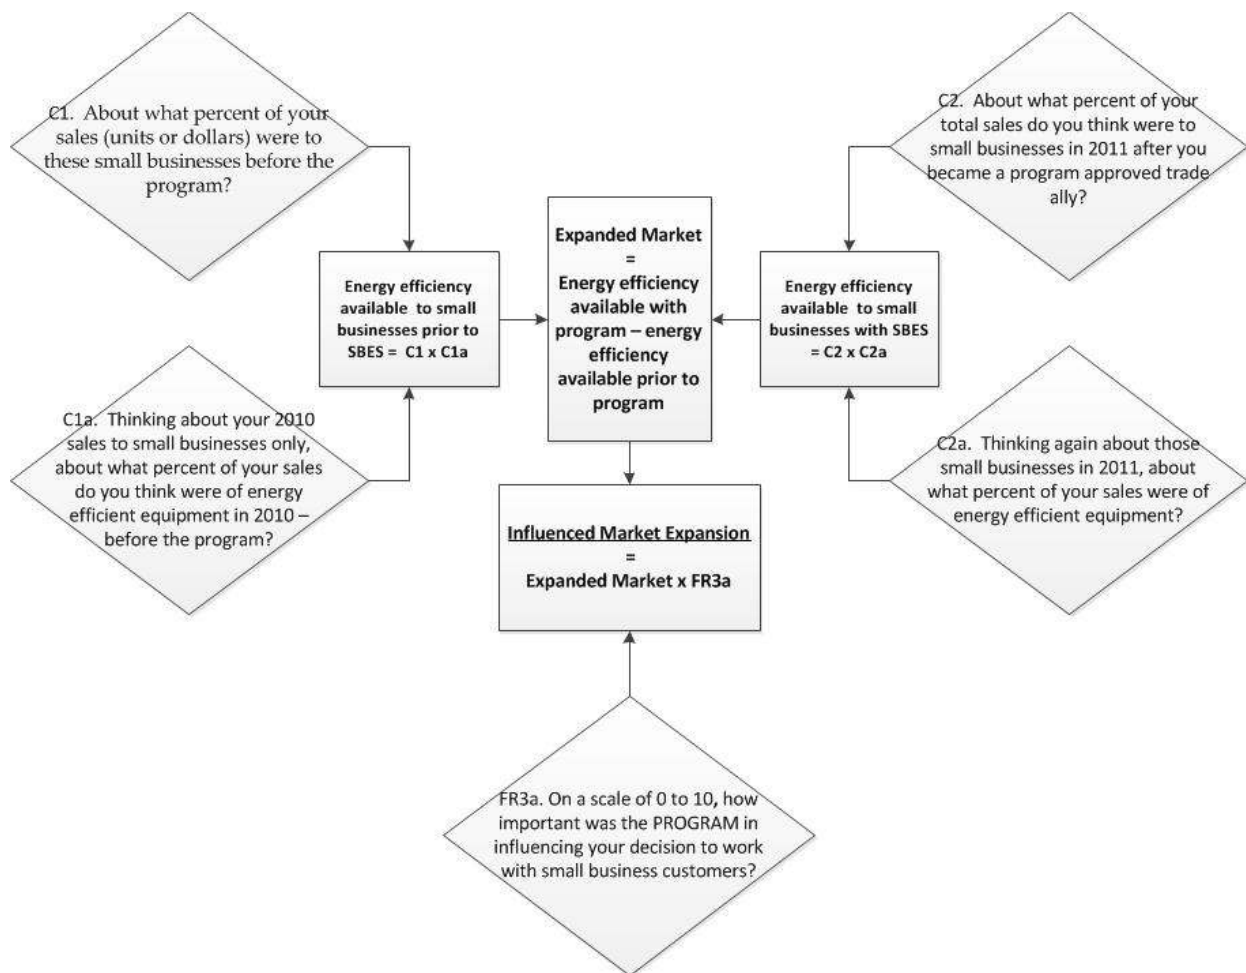 C1. About what percent of your
sales (units or dollars) were to
these small businesses before the
program?
C2. About what percent of your
total sales do you think were to
small businesses in 2011 after you
became a program approved trade
ally?
Expanded Market
=
Energy efficiency
available with
program – energy
efficiency
available prior to
program
Energy efficiency
available to small
businesses prior to
SBES = C1 x C1a
Energy efficiency
available to small
businesses with SBES
= C2 x C2a
C1a. Thinking about your 2010
sales to small businesses only,
about what percent of your sales
do you think were of energy
efficient equipment in 2010 –
before the program?
C2a. Thinking again about those
small businesses in 2011, about
what percent of your sales were of
energy efficient equipment?
Influenced Market Expansion
=
Expanded Market x FR3a
FR3a. On a scale of 0 to 10, how
important was the PROGRAM in
influencing your decision to work
with small business customers?